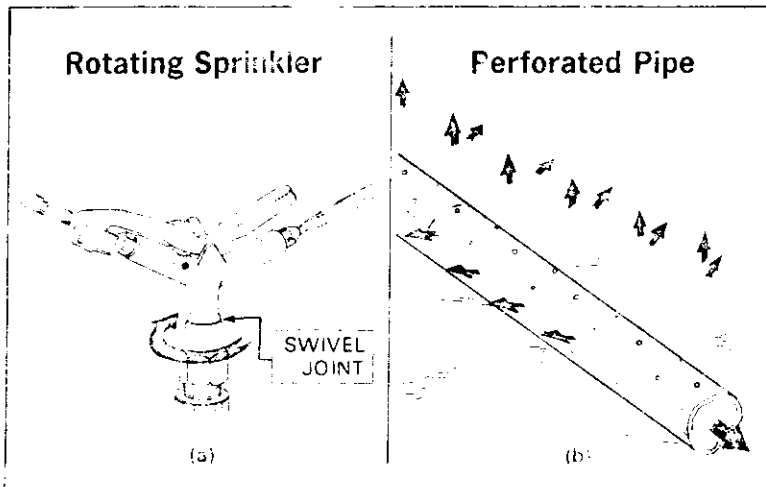 Rotating Sprinkler
Perforated Pipe
SWIVEL
JOINT
(a)
(b)